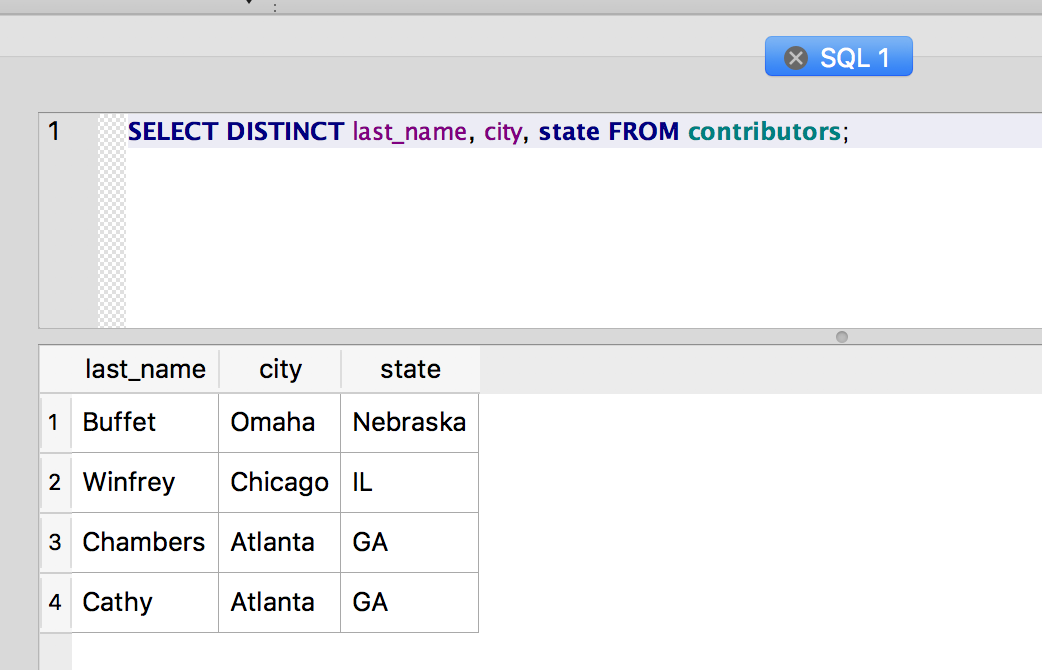 SQL 1
1 SELECT DISTINCT last_name, city, state FROM contributors;
last_name city state
1 Buffet Omaha Nebraska
2 Winfrey Chicago IL
3 Chambers Atlanta GA
4 Cathy Atlanta GA